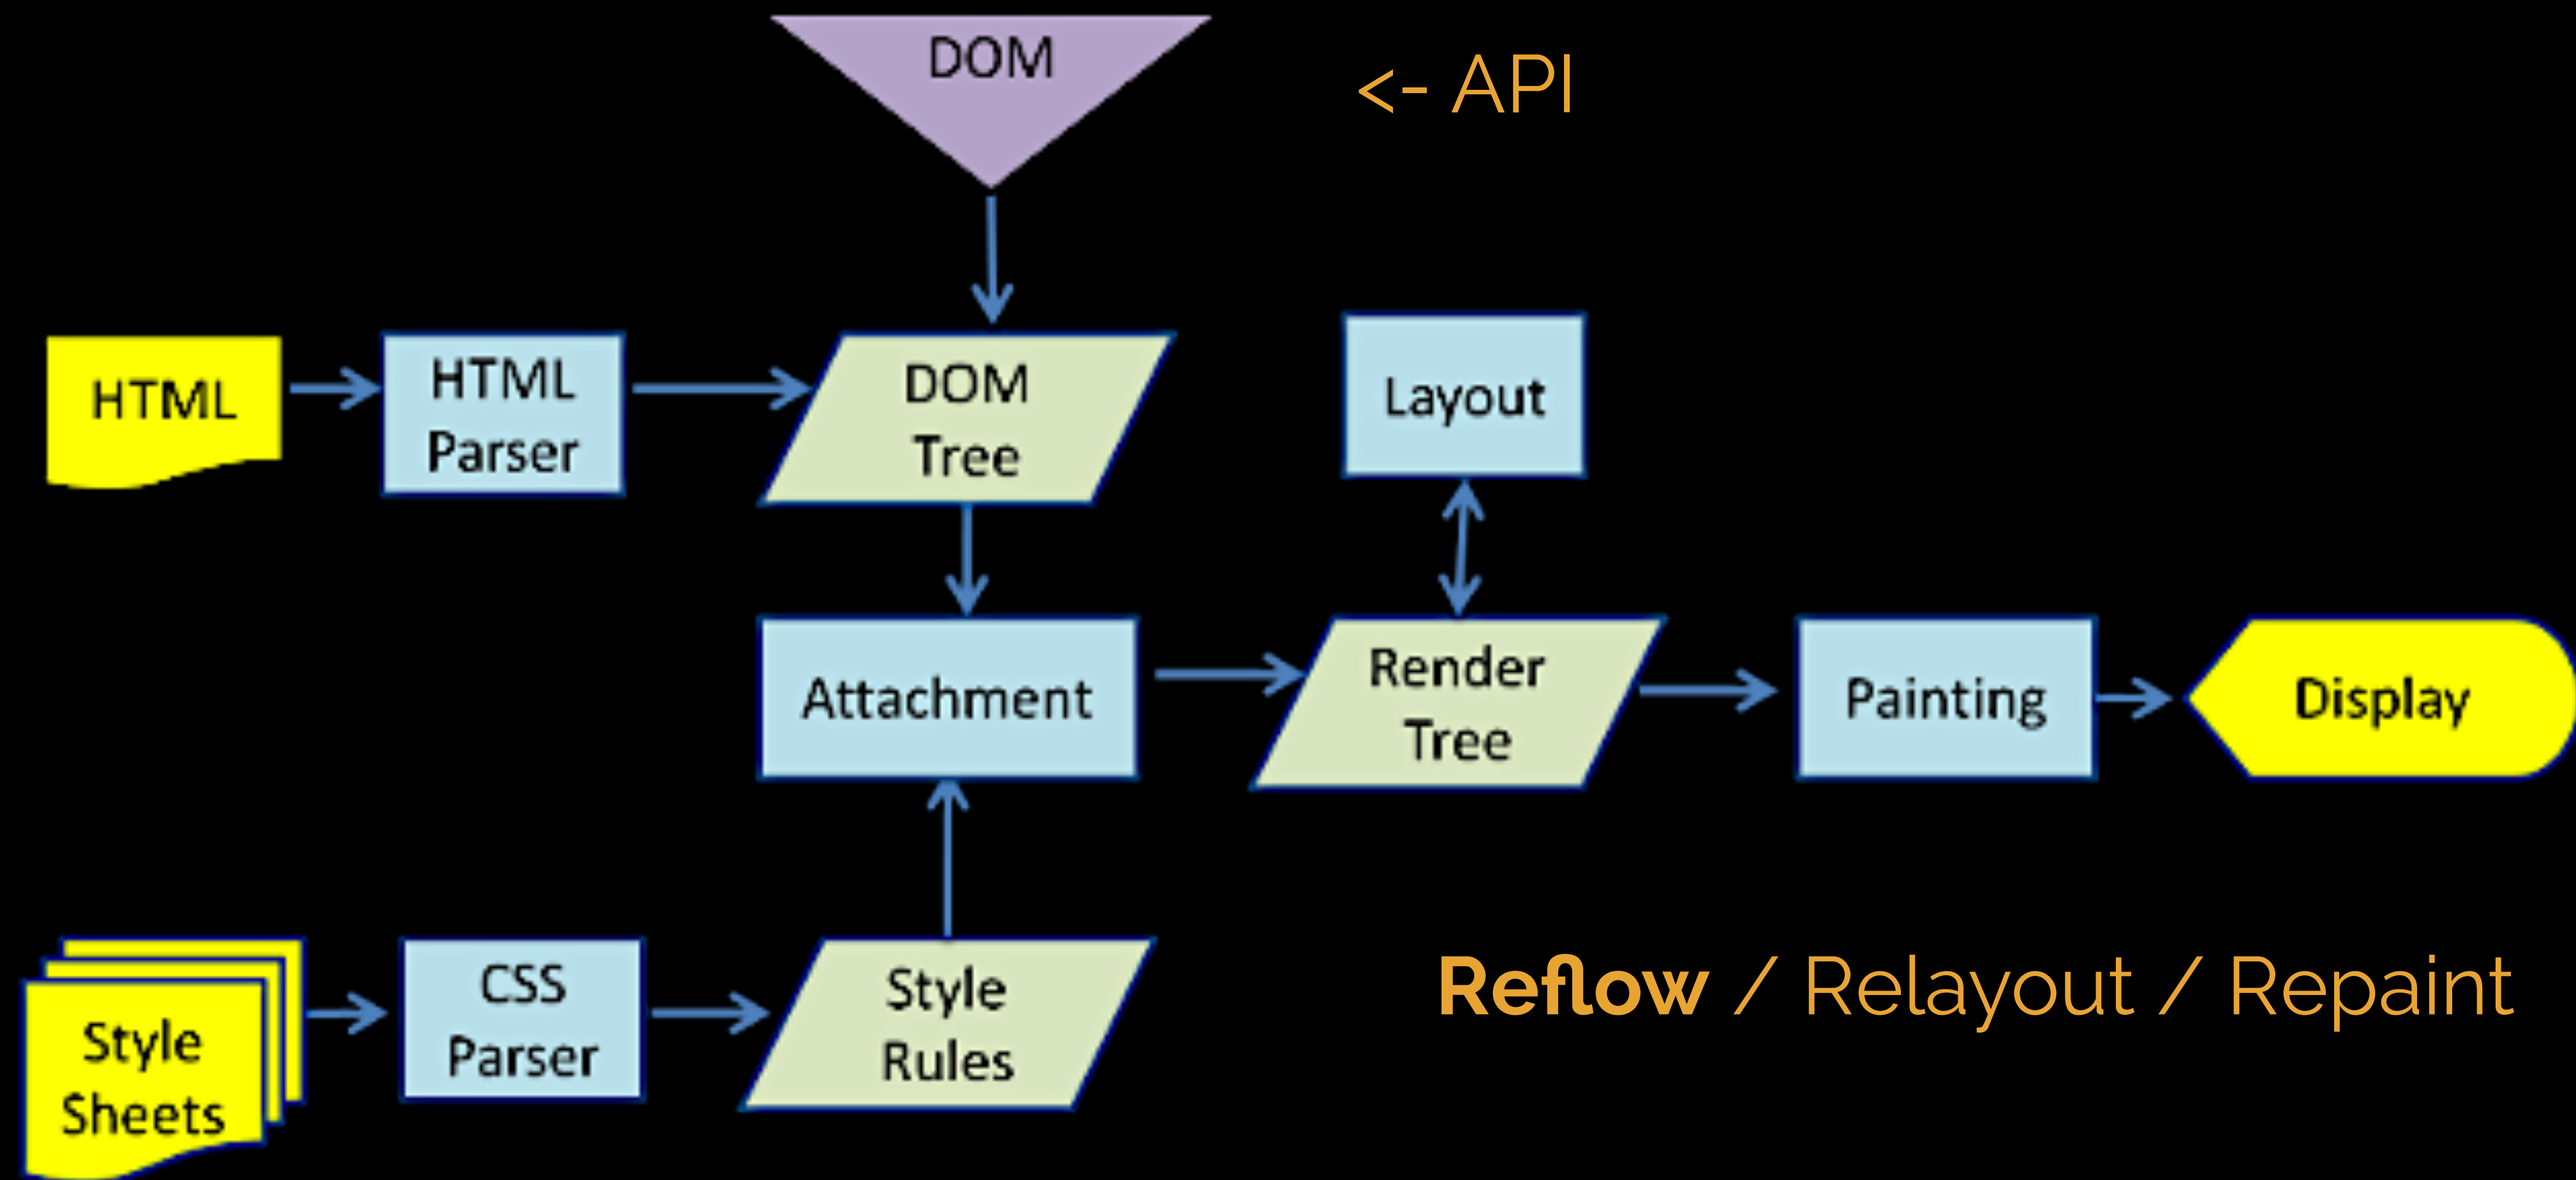 DOM
<- API
HTML
HTML
Parser
DOM
Tree
Layout
Attachment
Render
Tree
Painting
Display
Style
Sheets
CSS
Parser
Style
Rules
Reflow / Relayout / Repaint